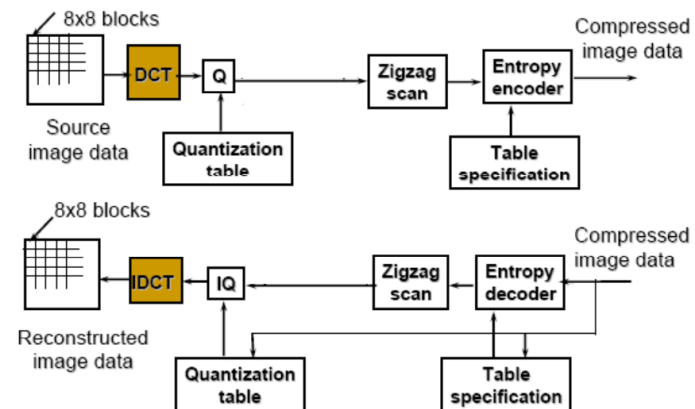 8x8 blocks
Compressed
image data
DCT
Q
Zigzag
scan
Entropy
encoder
Source
image data
Quantization
table
Table
specification
8x8 blocks
Compressed
image data
IDCT
IQ
Zigzag
scan
Entropy
decoder
Reconstructed
image data
Quantization
table
Table
specification